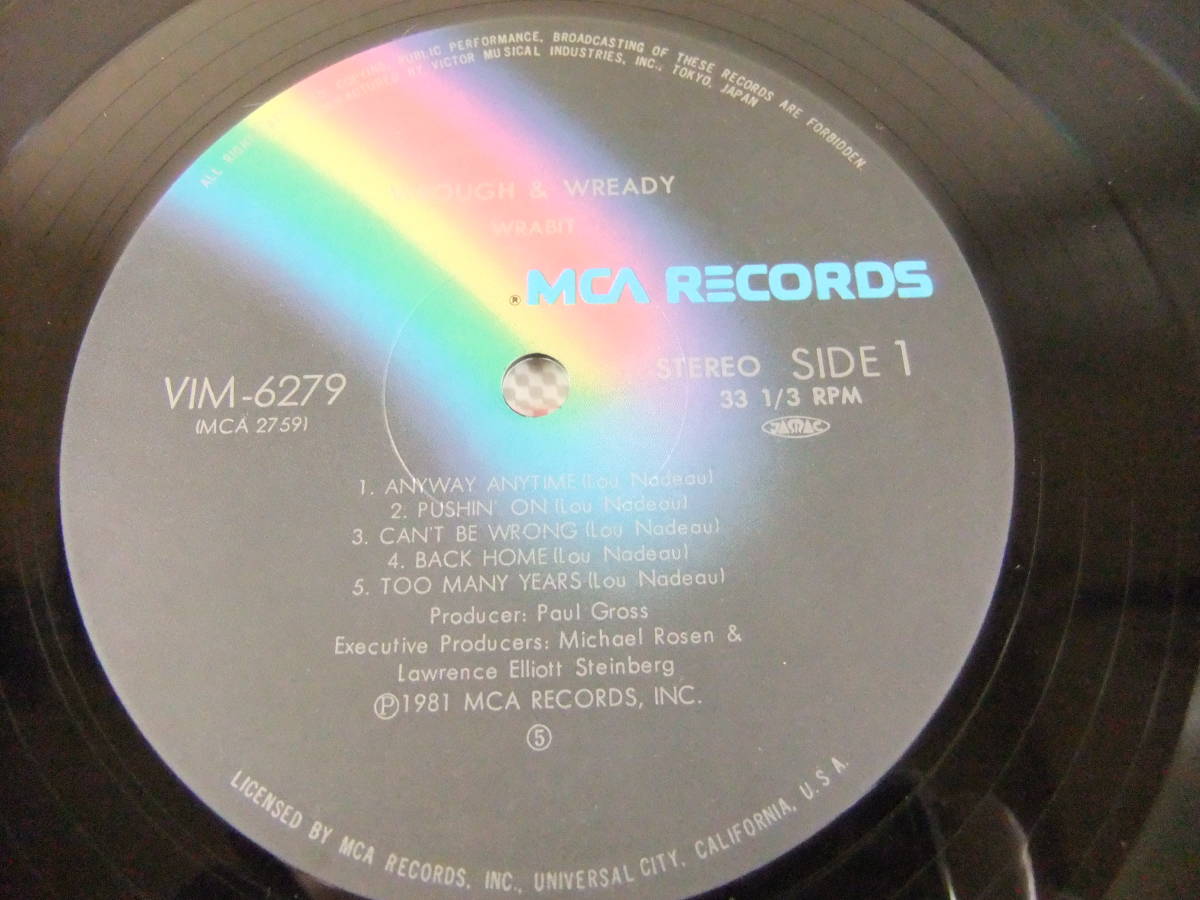 ALL PUBLIC PERFORMANCE, BROADCASTING OF THESE RECORDS ARE FORBIDDEN.
BY VICTOR MUSICAL INDUSTRIES, INC., TOKYO, JAPAN
& WREADY
WRABIT
® MCA RECORDS
STEREO SIDE 1
33 1/3 RPM
JASRAC
VIM-6279
(MCA 2759)
1. ANYWAY ANYTIME (Lou Nadeau)
2. PUSHIN' ON (Lou Nadeau)
3. CAN'T BE WRONG (Lou Nadeau)
4. BACK HOME (Lou Nadeau)
5. TOO MANY YEARS (Lou Nadeau)
Producer: Paul Gross
Executive Producers: Michael Rosen &
Lawrence Elliott Steinberg
Ⓟ1981 MCA RECORDS, INC.
⑤
LICENSED BY MCA RECORDS, INC., UNIVERSAL CITY, CALIFORNIA, U.S.A.